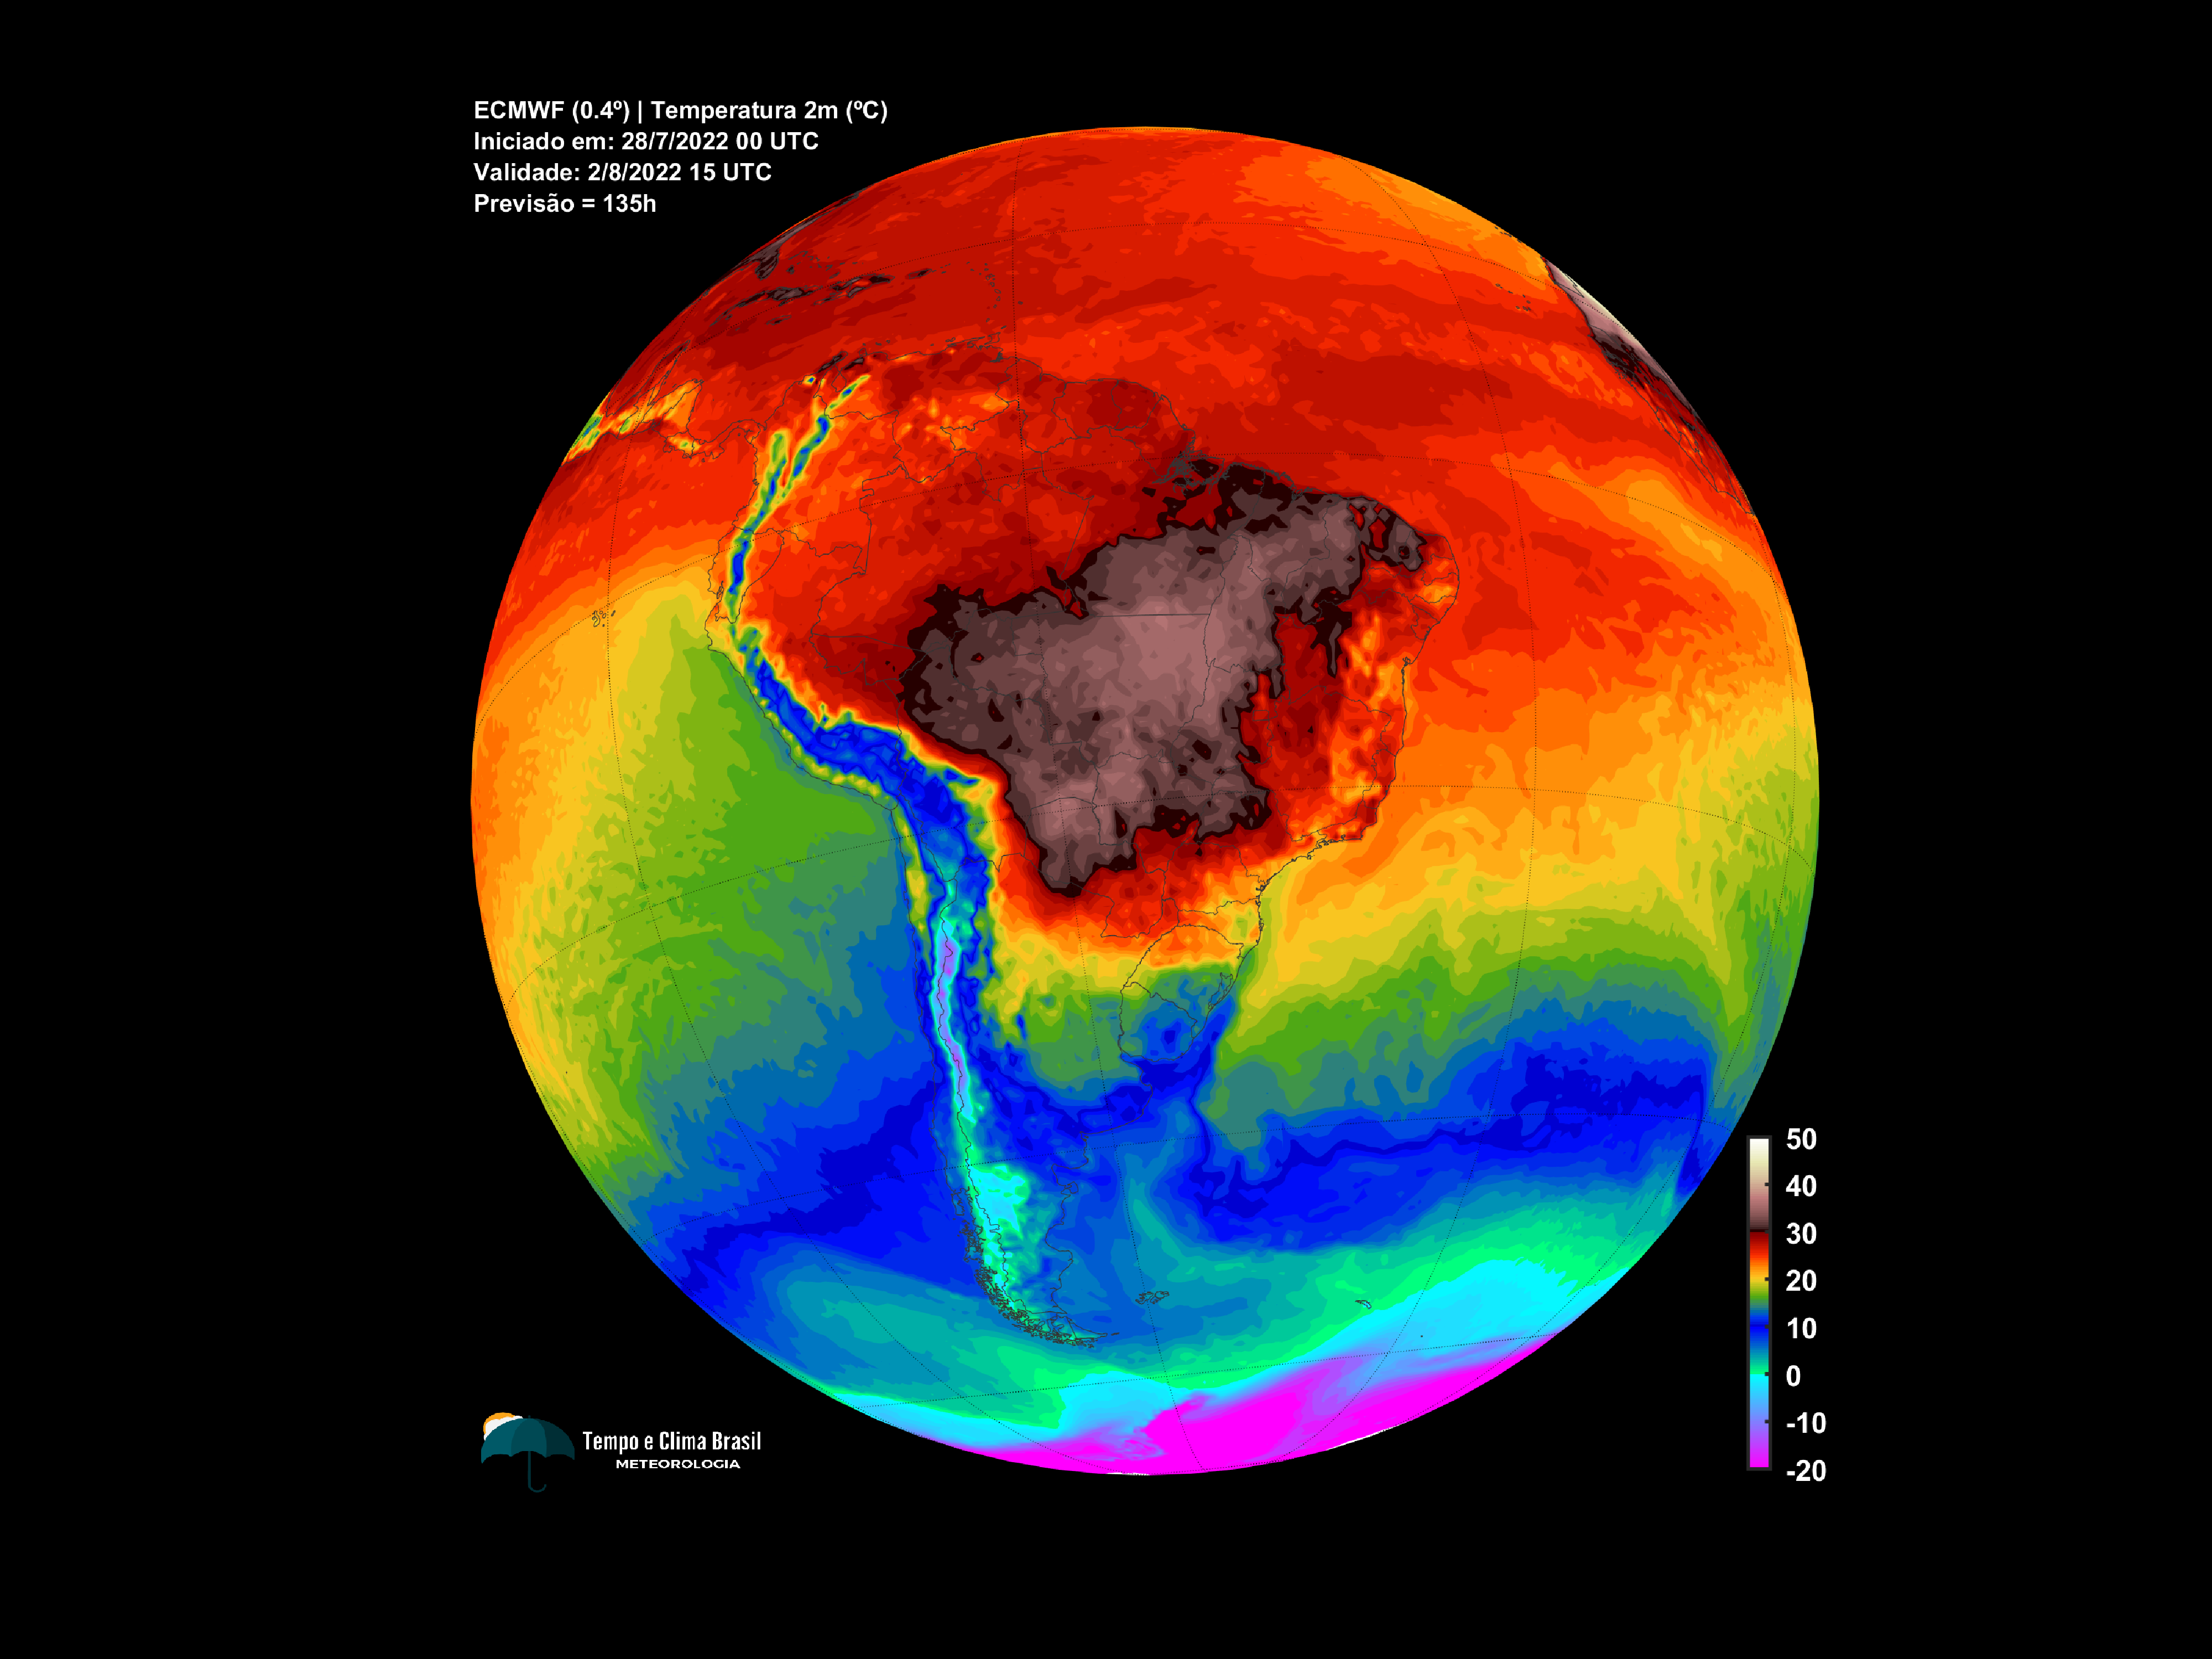 ECMWF (0.4º) | Temperatura 2m (ºC)
Iniciado em: 28/7/2022 00 UTC
Validade: 2/8/2022 15 UTC
Previsão = 135h
50
40
30
20
10
0
-10
-20
Tempo e Clima Brasil
METEOROLOGIA